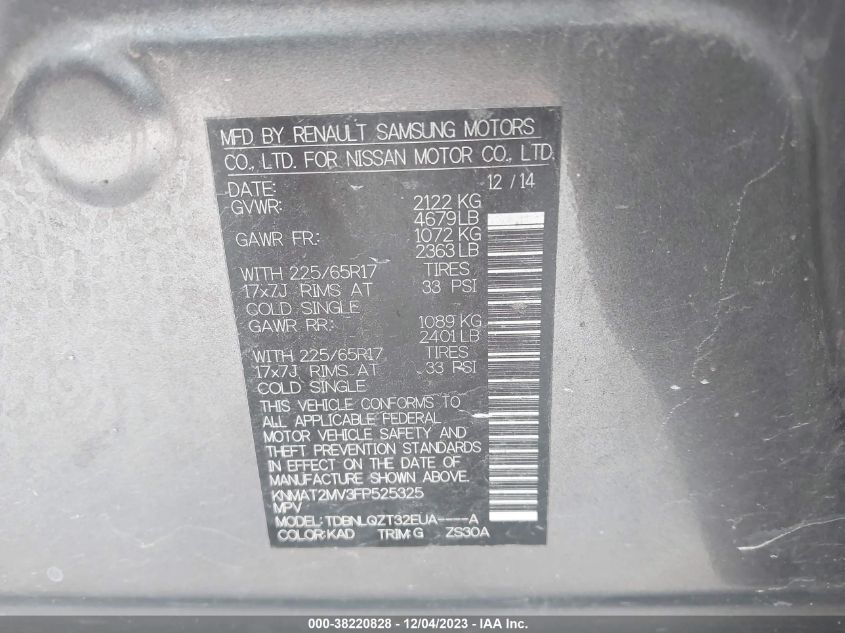 MFD BY RENAULT SAMSUNG MOTORS
CO., LTD. FOR NISSAN MOTOR CO., LTD.
DATE: 12 / 14
GVWR: 2122 KG
4679 LB
GAWR FR: 1072 KG
2363 LB
WITH 225/65R17 TIRES
17x7J RIMS AT 33 PSI
COLD SINGLE
GAWR RR: 1089 KG
2401 LB
WITH 225/65R17 TIRES
17x7J RIMS AT 33 PSI
COLD SINGLE
THIS VEHICLE CONFORMS TO
ALL APPLICABLE FEDERAL
MOTOR VEHICLE SAFETY AND
THEFT PREVENTION STANDARDS
IN EFFECT ON THE DATE OF
MANUFACTURE SHOWN ABOVE.
KNMAT2MV3FP525325
MPV
MODEL: TDBNLQZT32EUA----A
COLOR:KAD TRIM:G ZS30A
000-38220828 - 12/04/2023 - IAA Inc.